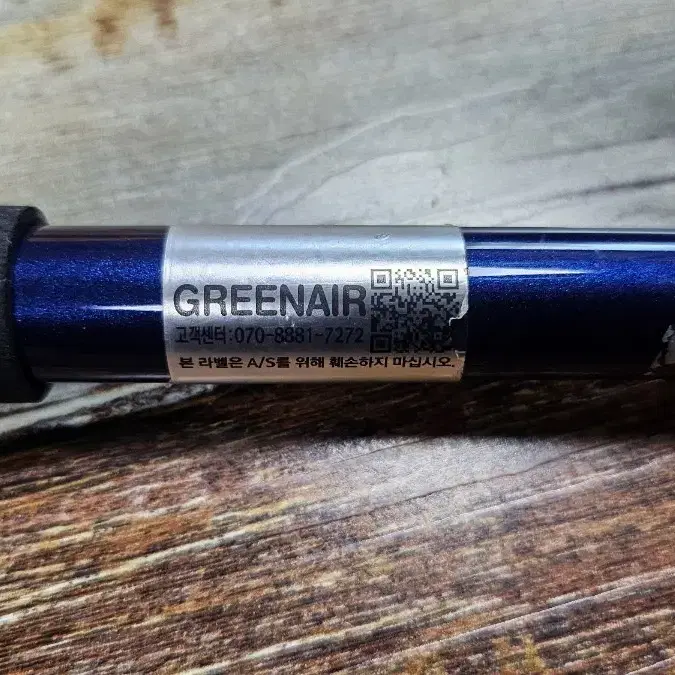 GREENAIR
고객센터:070-8881~7272
본 라벨은 A/S를 위해 훼손하지 마십시오.